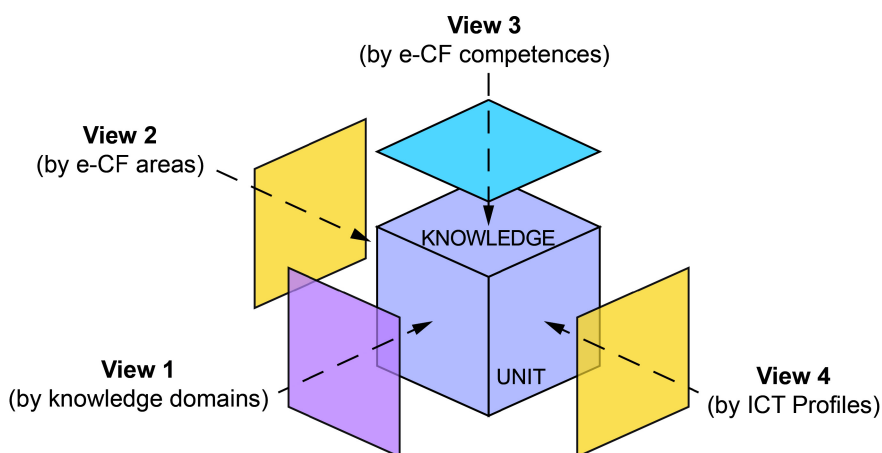 View 3
(by e-CF competences)
View 2
(by e-CF areas)
KNOWLEDGE
UNIT
View 1
(by knowledge domains)
View 4
(by ICT Profiles)